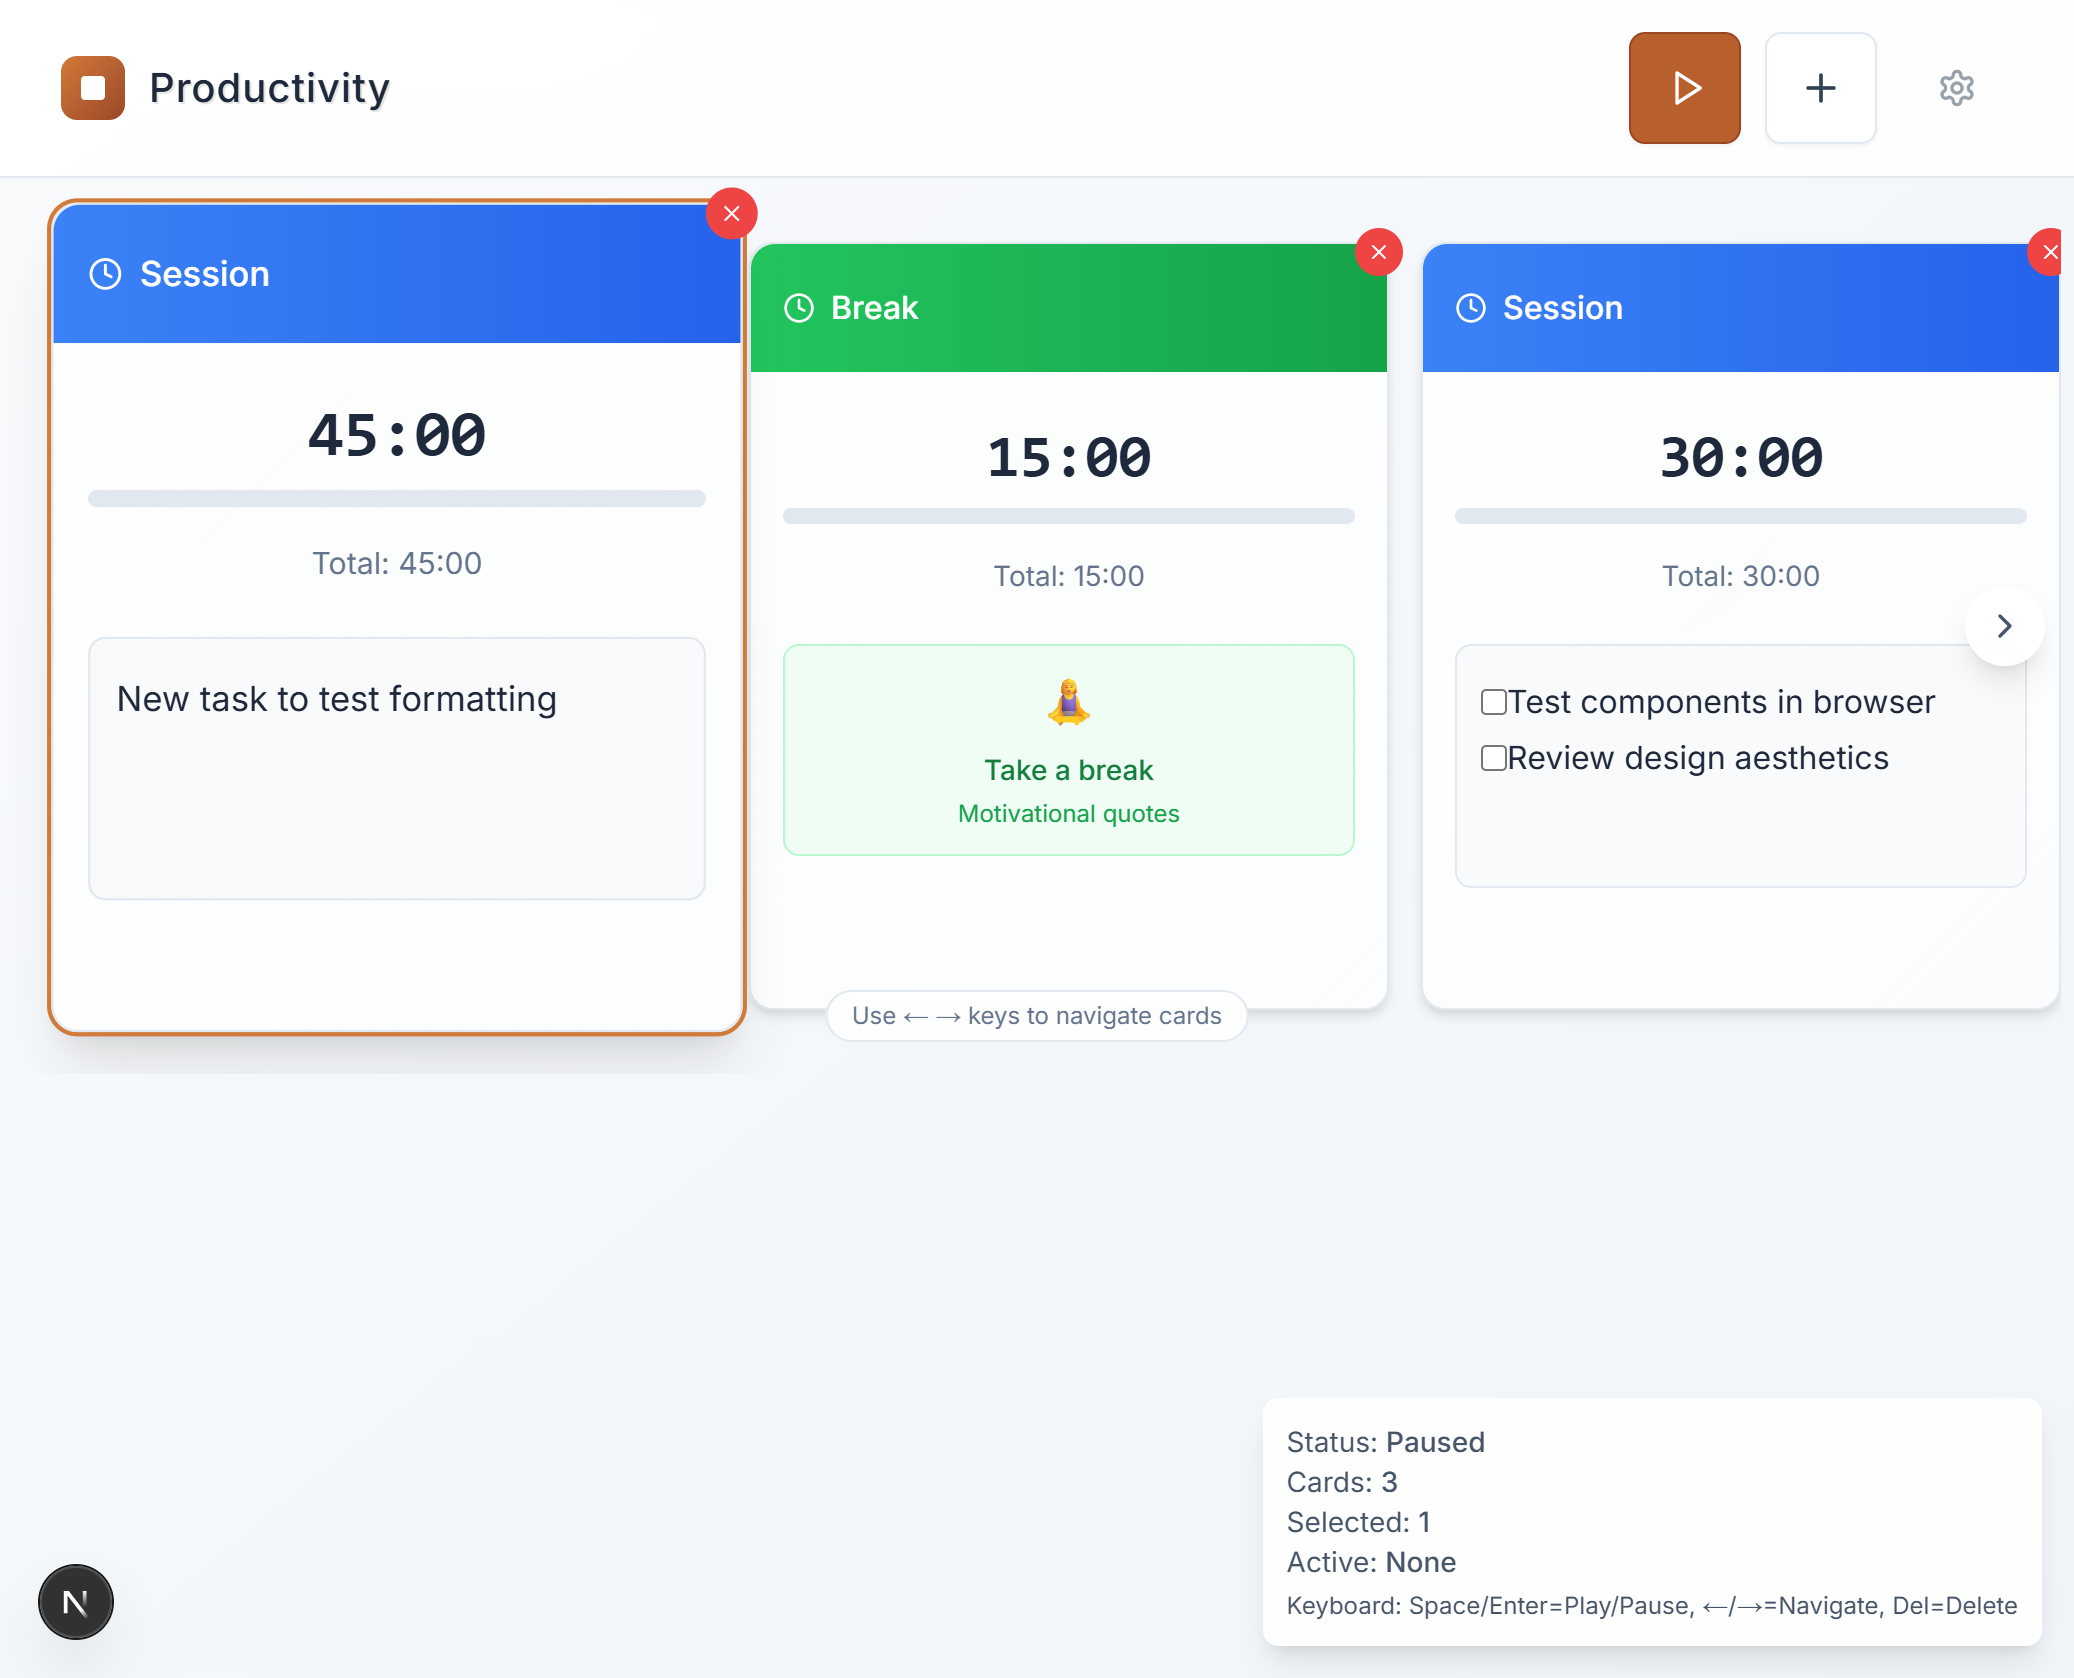 Productivity
Session
45:00
Total: 45:00
New task to test formatting
Break
15:00
Total: 15:00
Take a break
Motivational quotes
Session
30:00
Total: 30:00
Test components in browser
Review design aesthetics
Use ← → keys to navigate cards
Status: Paused
Cards: 3
Selected: 1
Active: None
Keyboard: Space/Enter=Play/Pause, ←/→=Navigate, Del=Delete
N